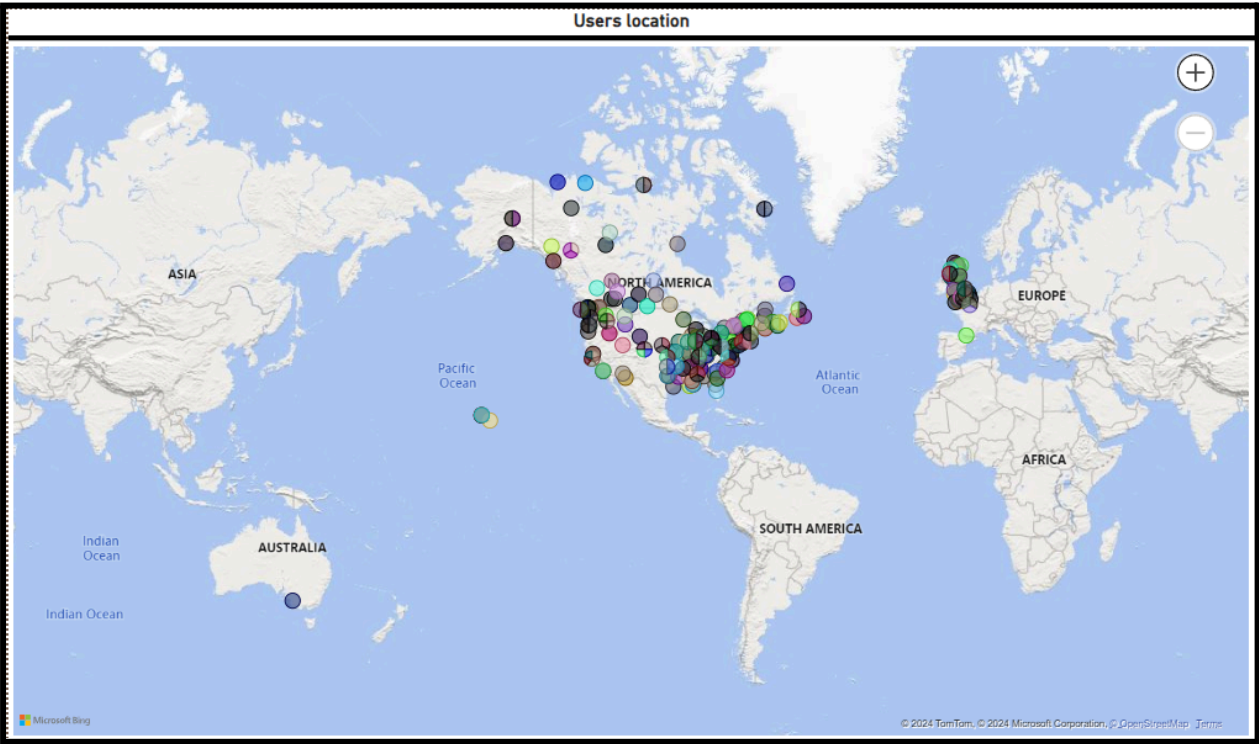 Users location
NORTH AMERICA
ASIA
EUROPE
Pacific
Ocean
Atlantic
Ocean
AFRICA
SOUTH AMERICA
Indian
Ocean
AUSTRALIA
Indian Ocean
Microsoft Bing
© 2024 TomTom, © 2024 Microsoft Corporation, © OpenStreetMap Terms